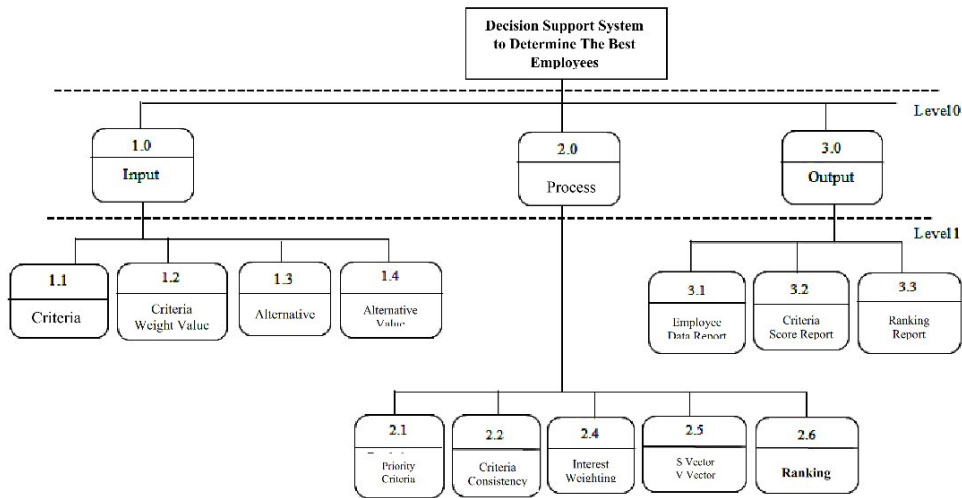 Decision Support System
to Determine The Best
Employees
Level0
1.0
Input
2.0
Process
3.0
Output
Level1
1.1
Criteria
1.2
Criteria
Weight Value
1.3
Alternative
1.4
Alternative
Value
3.1
Employee
Data Report
3.2
Criteria
Score Report
3.3
Ranking
Report
2.1
Priority
Criteria
2.2
Criteria
Consistency
2.4
Interest
Weighting
2.5
S Vector
V Vector
2.6
Ranking